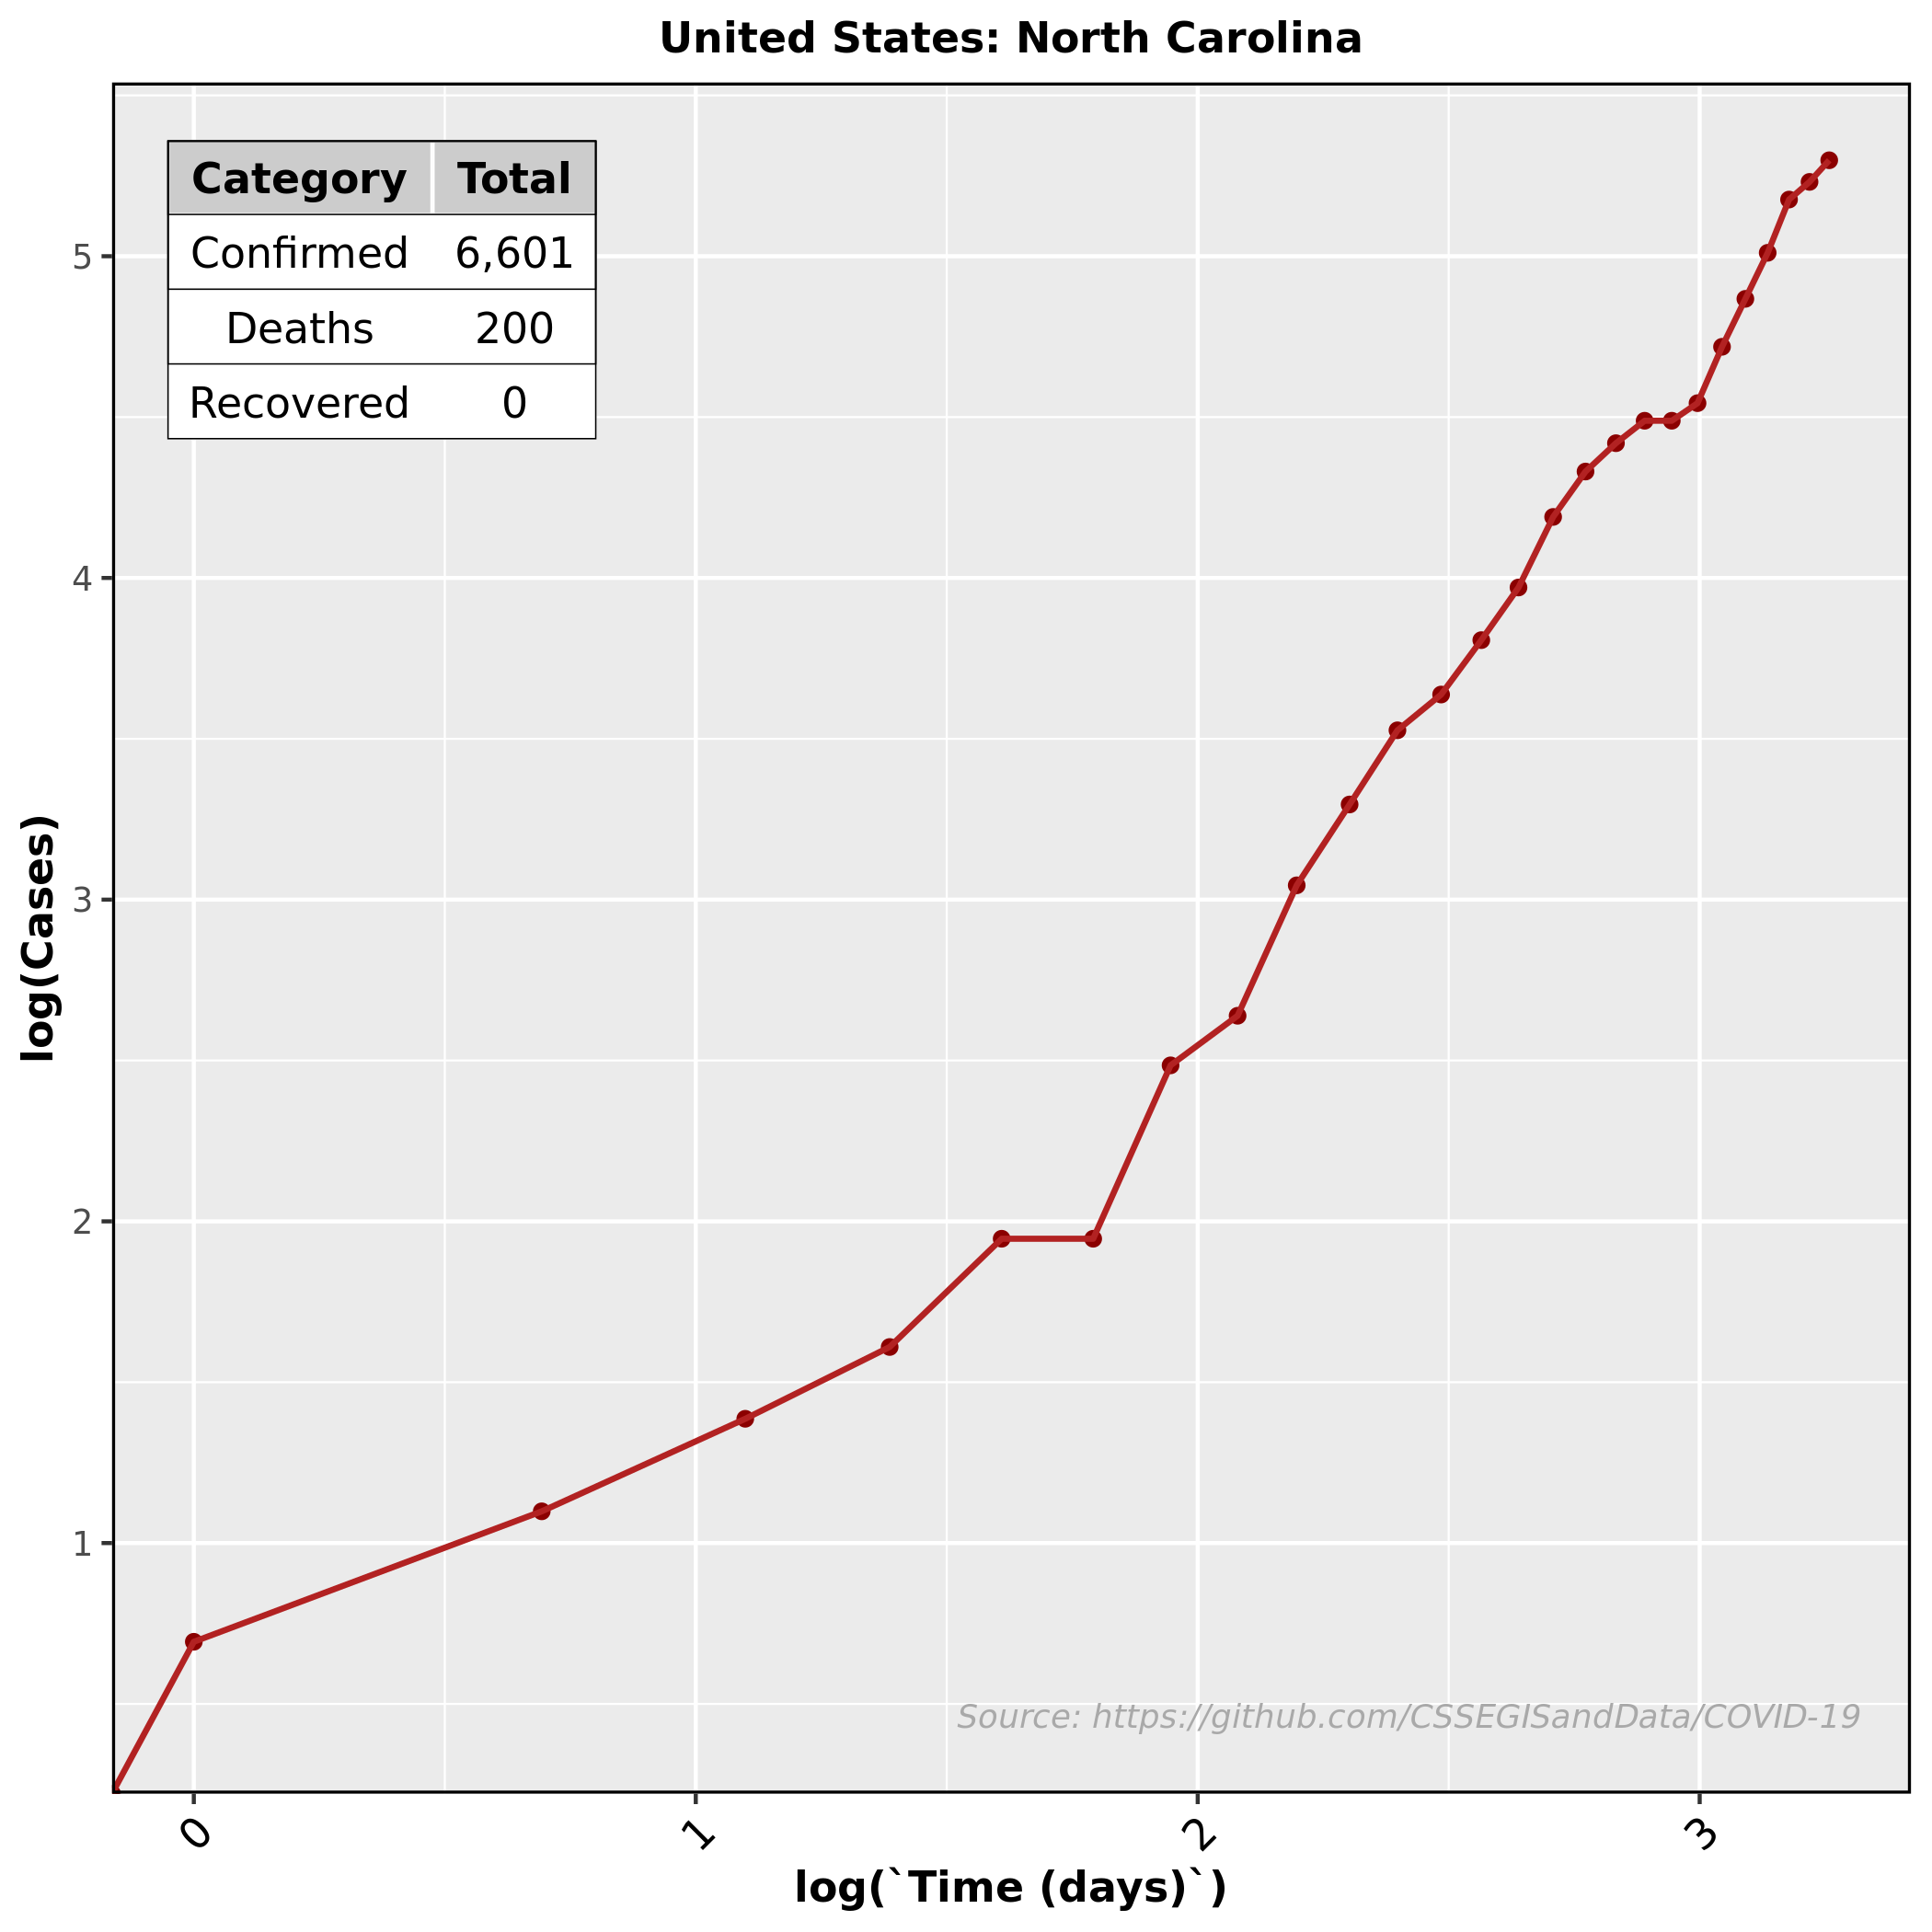 United States: North Carolina
Category Total
Confirmed 6,601
Deaths 200
Recovered 0
5
4
3
2
1
log(Cases)
Source: https://github.com/CSSEGISandData/COVID-19
0 1 2 3
log(`Time (days)`)